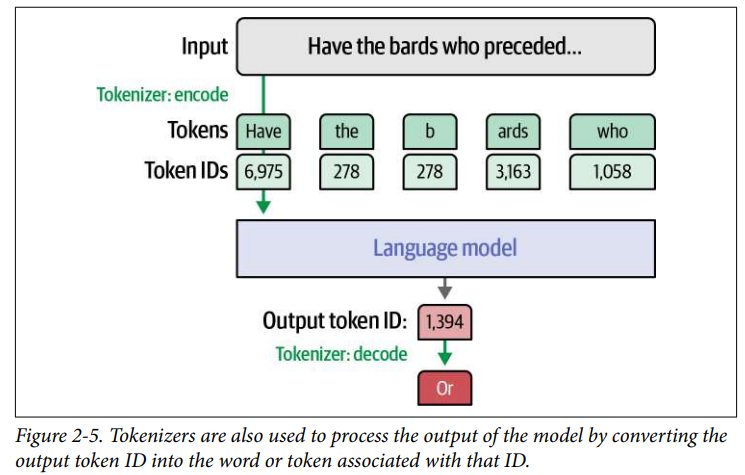 Input
Have the bards who preceded...
Tokenizer: encode
Tokens Have the b ards who
Token IDs 6,975 278 278 3,163 1,058
Language model
Output token ID: 1,394
Tokenizer: decode
Or
Figure 2-5. Tokenizers are also used to process the output of the model by converting the
output token ID into the word or token associated with that ID.